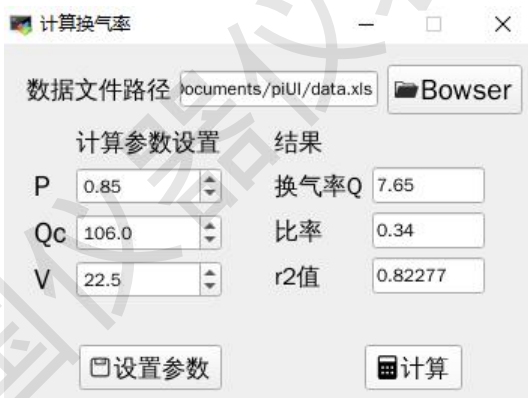 计算换气率
数据文件路径 ocuments/piUI/data.xls Bowser
计算参数设置 结果
P 0.85 换气率Q 7.65
Qc 106.0 比率 0.34
V 22.5 r2值 0.82277
设置参数 计算